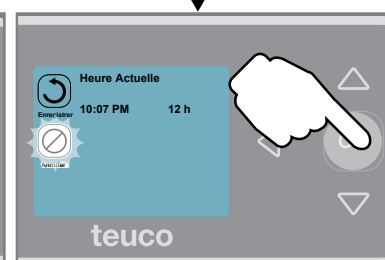 Heure Actuelle
Enregistrer
10:07 PM 12 h
Annuler
teuco